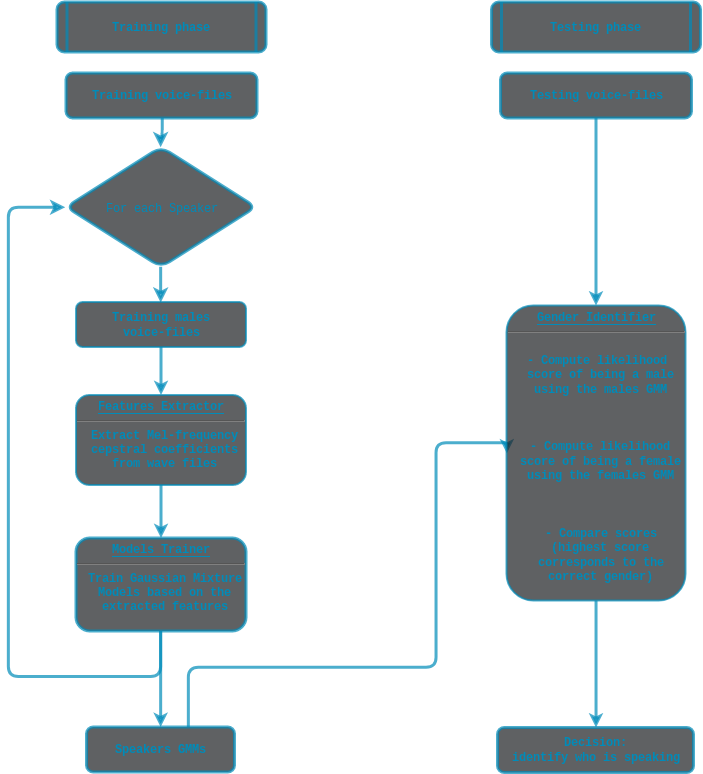 Training phase
Testing phase
Training voice-files
Testing voice-files
For each Speaker
Training males
voice-files
Features Extractor
Extract Mel-frequency
cepstral coefficients
from wave files
Models Trainer
Train Gaussian Mixture
Models based on the
extracted features
Speakers GMMs
Gender Identifier
- Compute likelihood
score of being a male
using the males GMM
- Compute likelihood
score of being a female
using the females GMM
- Compare scores
(highest score
corresponds to the
correct gender)
Decision:
identify who is speaking